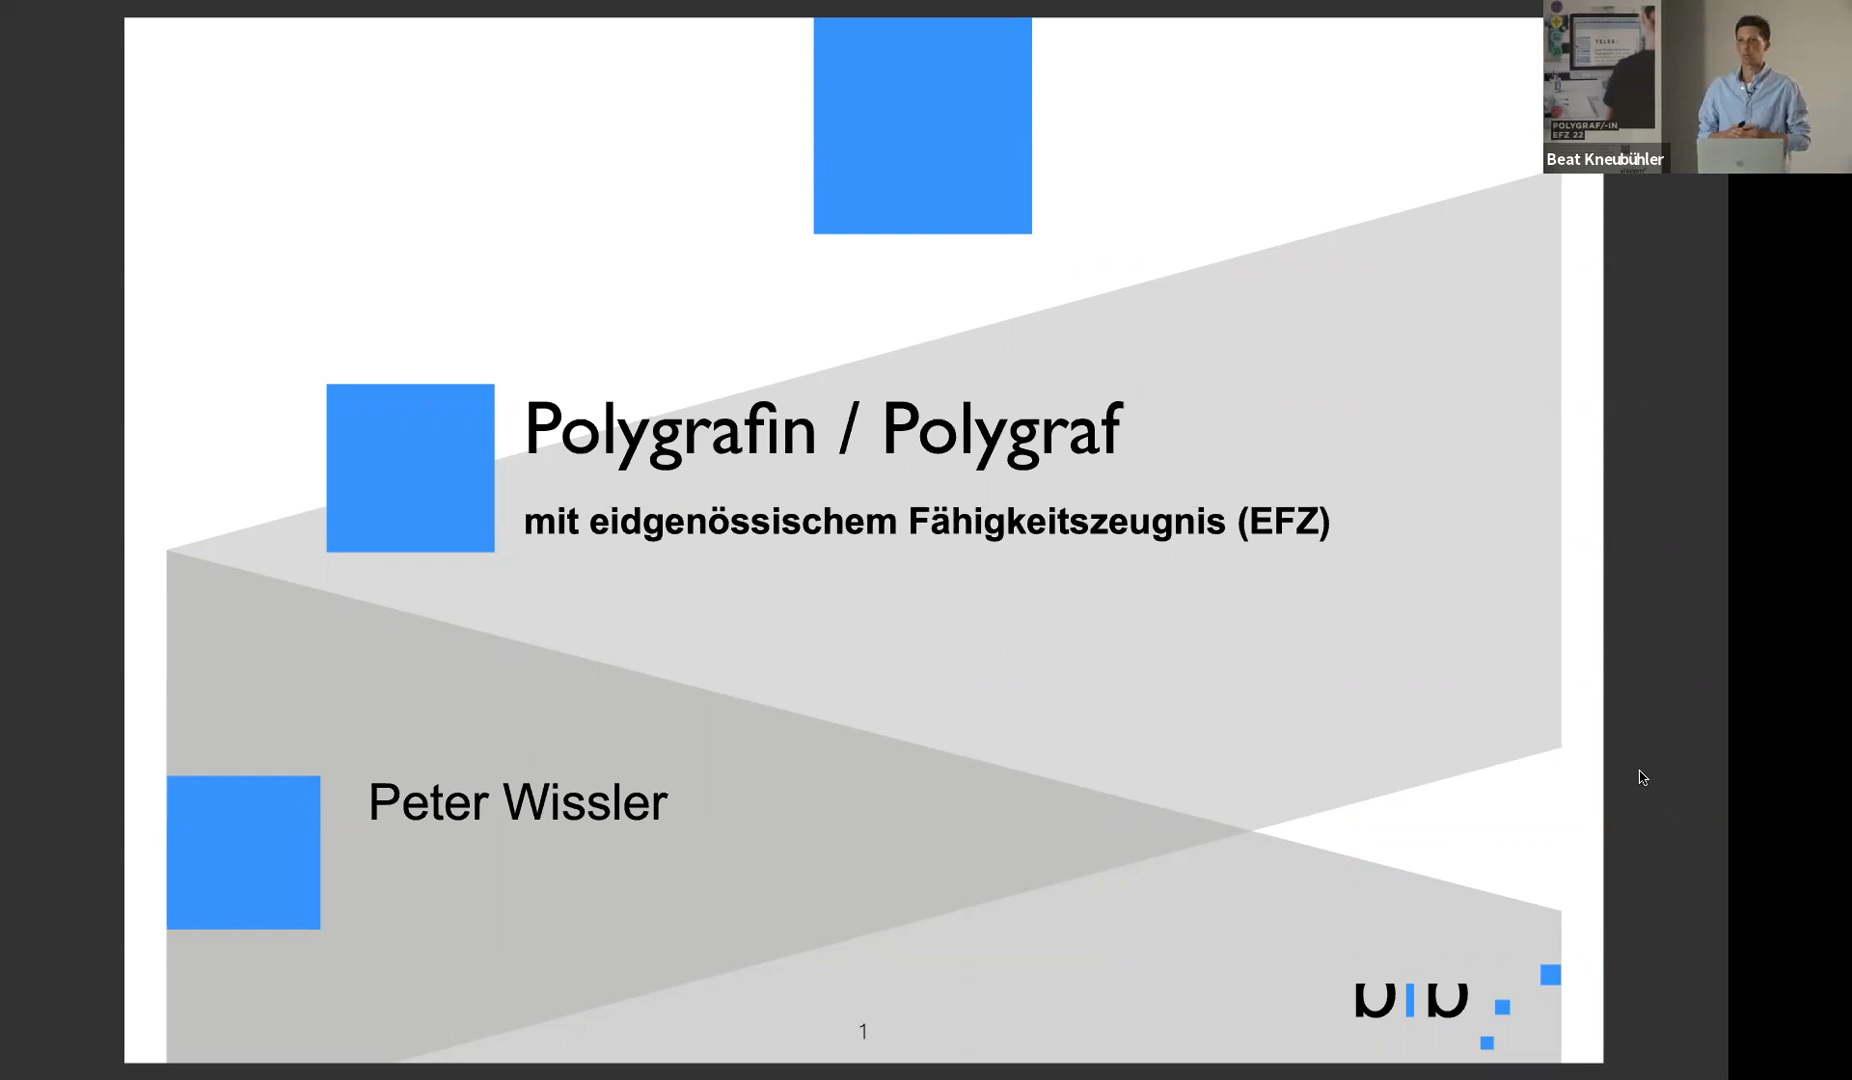 POLYGRAF/-IN
EFZ 22
Beat Kneubühler
Polygrafin / Polygraf
mit eidgenössischem Fähigkeitszeugnis (EFZ)
Peter Wissler
1